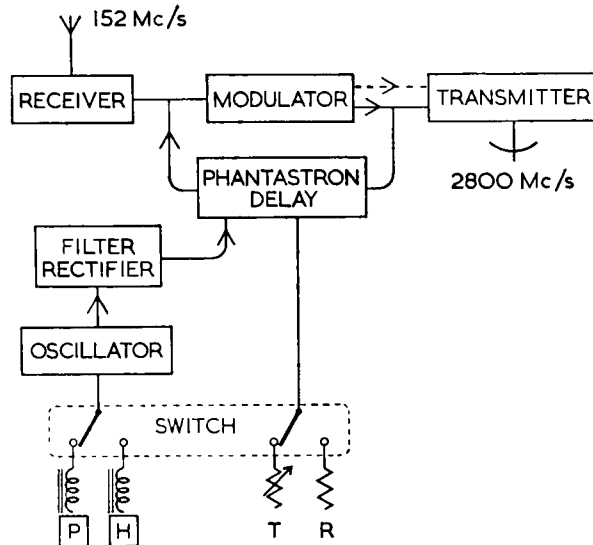 152 Mc/s
RECEIVER
MODULATOR
TRANSMITTER
2800 Mc/s
PHANTASTRON
DELAY
FILTER
RECTIFIER
OSCILLATOR
SWITCH
P
H
T
R